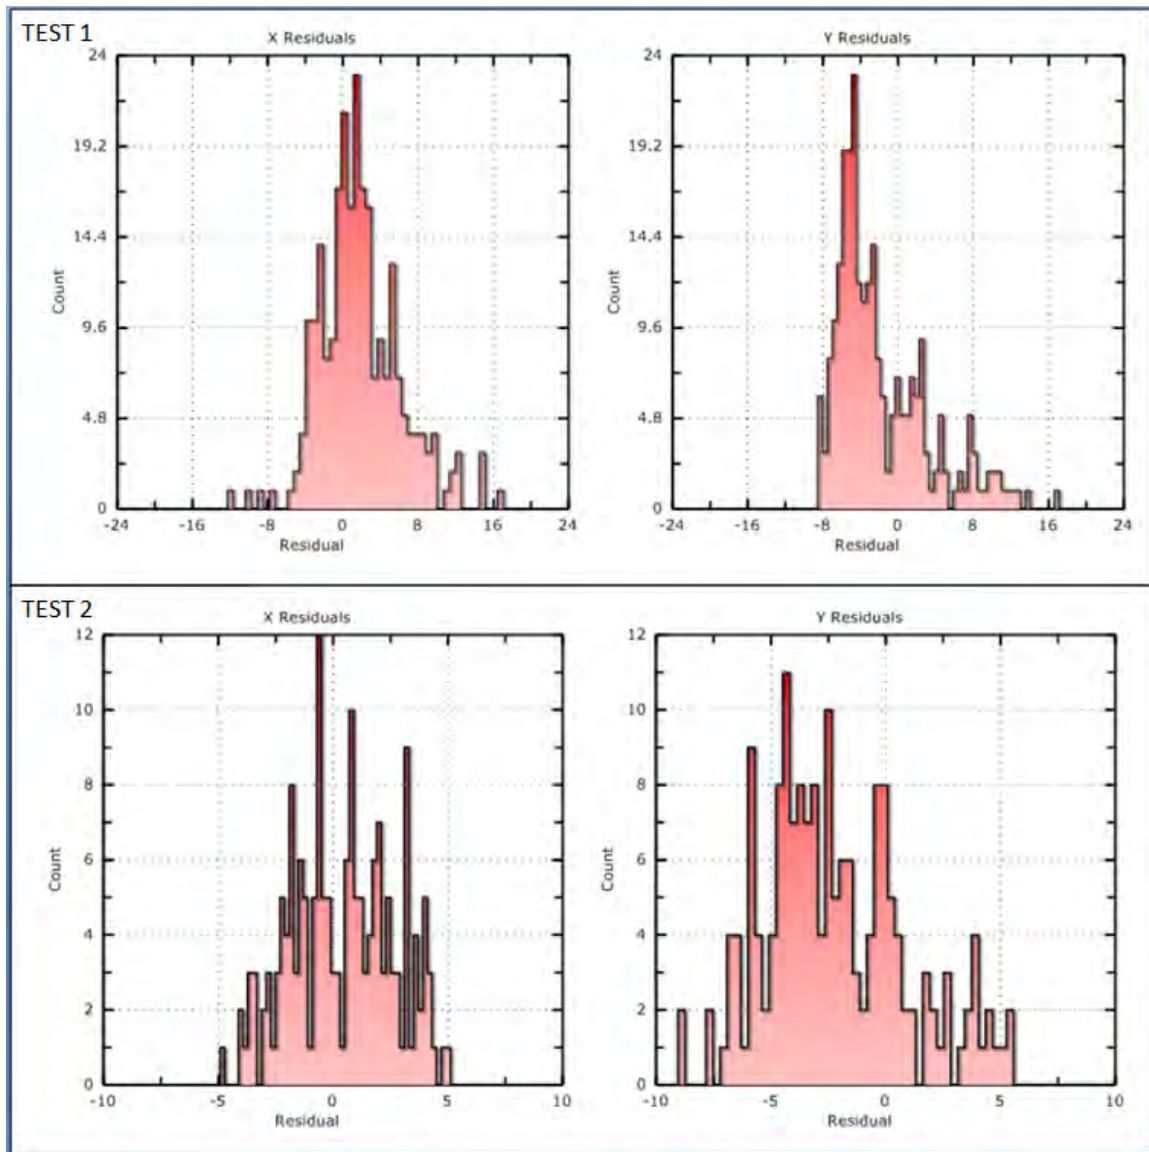 TEST 1
X Residuals
24
19.2
14.4
9.6
4.8
0
Count
-24 -16 -8 0 8 16 24
Residual
Y Residuals
24
19.2
14.4
9.6
4.8
0
Count
-24 -16 -8 0 8 16 24
Residual
TEST 2
X Residuals
12
10
8
6
4
2
0
Count
-10 -5 0 5 10
Residual
Y Residuals
12
10
8
6
4
2
0
Count
-10 -5 0 5 10
Residual